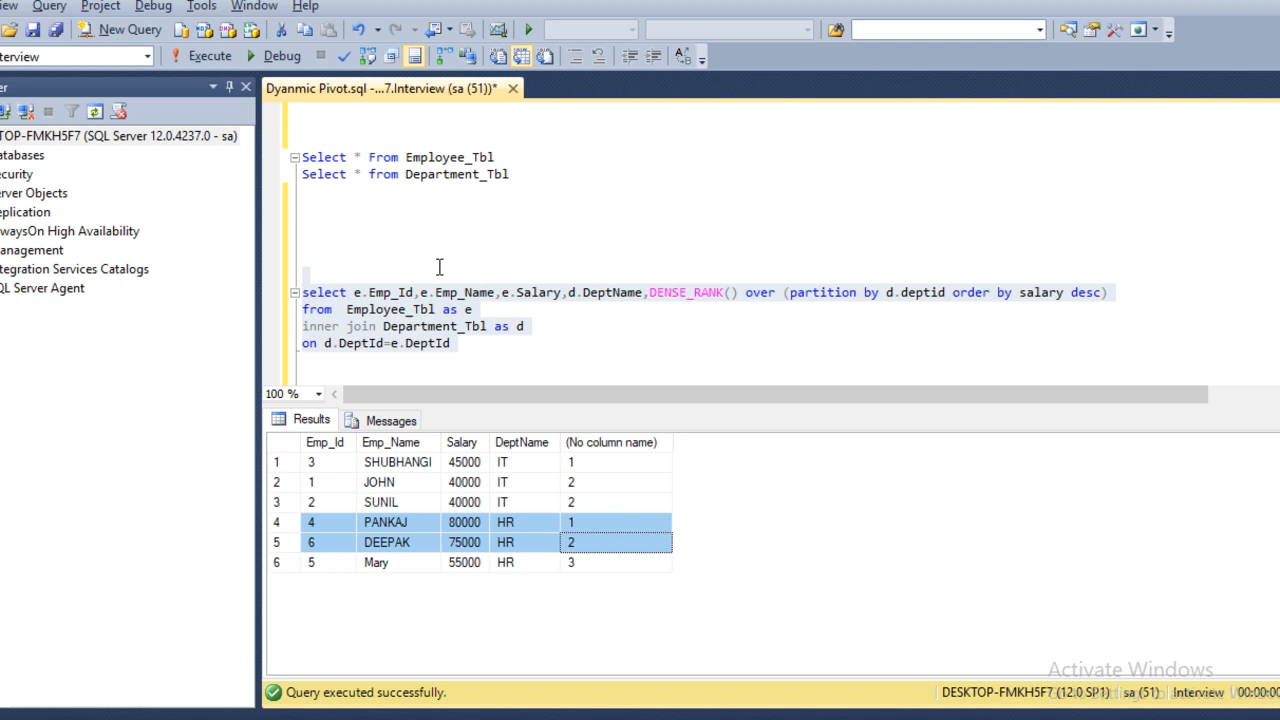 iew Query Project Debug Tools Window Help
New Query
terview Execute Debug
er
Dyanmic Pivot.sql -...7.Interview (sa (51))*
TOP-FMKH5F7 (SQL Server 12.0.4237.0 - sa)
atabases
ecurity
erver Objects
eplication
lwaysOn High Availability
anagement
ntegration Services Catalogs
QL Server Agent
Select * From Employee_Tbl
Select * from Department_Tbl
select e.Emp_Id,e.Emp_Name,e.Salary,d.DeptName,DENSE_RANK() over (partition by d.deptid order by salary desc)
from  Employee_Tbl as e
inner join Department_Tbl as d
on d.DeptId=e.DeptId
100 %
Results Messages
Emp_Id Emp_Name Salary DeptName (No column name)
1 3 SHUBHANGI 45000 IT 1
2 1 JOHN 40000 IT 2
3 2 SUNIL 40000 IT 2
4 4 PANKAJ 80000 HR 1
5 6 DEEPAK 75000 HR 2
6 5 Mary 55000 HR 3
Activate Windows
Query executed successfully. DESKTOP-FMKH5F7 (12.0 SP1) sa (51) Interview 00:00:00